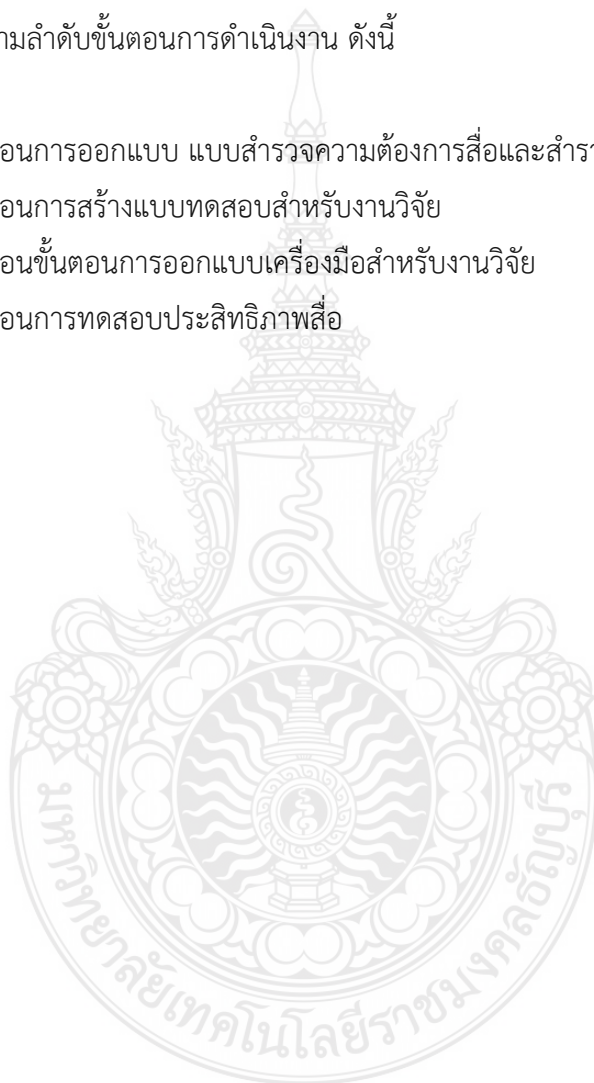 ามลำดับขั้นตอนการดำเนินงาน ดังนี้
อนการออกแบบ แบบสำรวจความต้องการสื่อและสำรว
อนการสร้างแบบทดสอบสำหรับงานวิจัย
อนขั้นตอนการออกแบบเครื่องมือสำหรับงานวิจัย
อนการทดสอบประสิทธิภาพสื่อ
มหาวิทยาลัยเทคโนโลยีราชมงคลธัญบุรี